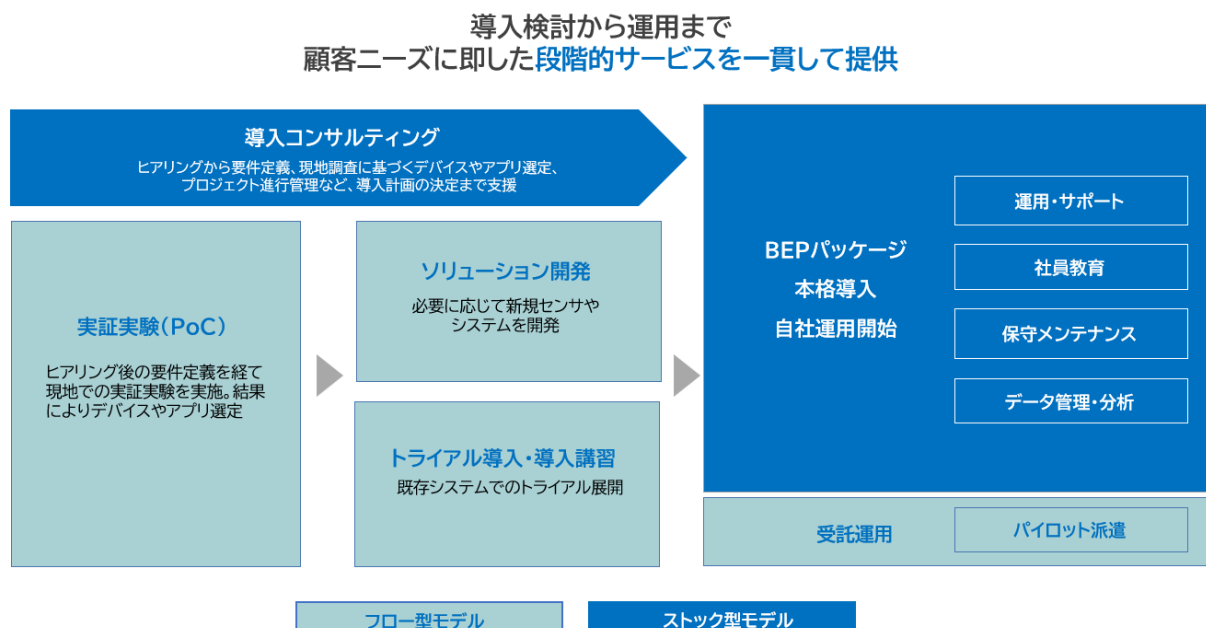 導入検討から運用まで
顧客ニーズに即した段階的サービスを一貫して提供
導入コンサルティング
ヒアリングから要件定義、現地調査に基づくデバイスやアプリ選定、
プロジェクト進行管理など、導入計画の決定まで支援
実証実験(PoC)
ヒアリング後の要件定義を経て
現地での実証実験を実施。結果
によりデバイスやアプリ選定
ソリューション開発
必要に応じて新規センサや
システムを開発
トライアル導入・導入講習
既存システムでのトライアル展開
BEPパッケージ
本格導入
自社運用開始
運用・サポート
社員教育
保守メンテナンス
データ管理・分析
受託運用
パイロット派遣
フロー型モデル
ストック型モデル